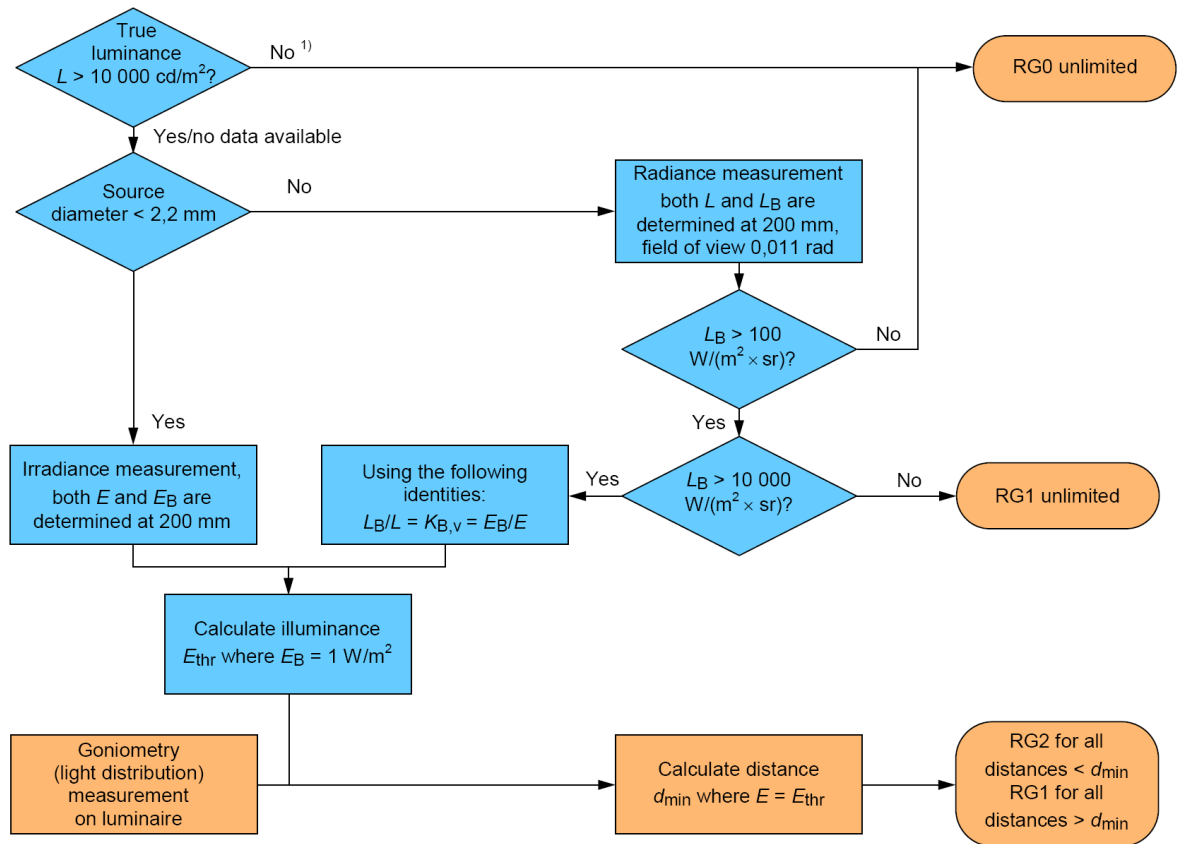 True
luminance
L > 10 000 cd/m²?
No ¹⁾
RG0 unlimited
Yes/no data available
Source
diameter < 2,2 mm
No
Radiance measurement
both L and LB are
determined at 200 mm,
field of view 0,011 rad
LB > 100
W/(m² × sr)?
No
Yes
Yes
Irradiance measurement,
both E and EB are
determined at 200 mm
Using the following
identities:
LB/L = KB,v = EB/E
Yes
LB > 10 000
W/(m² × sr)?
No
RG1 unlimited
Calculate illuminance
Ethr where EB = 1 W/m²
Goniometry
(light distribution)
measurement
on luminaire
Calculate distance
dmin where E = Ethr
RG2 for all
distances < dmin
RG1 for all
distances > dmin